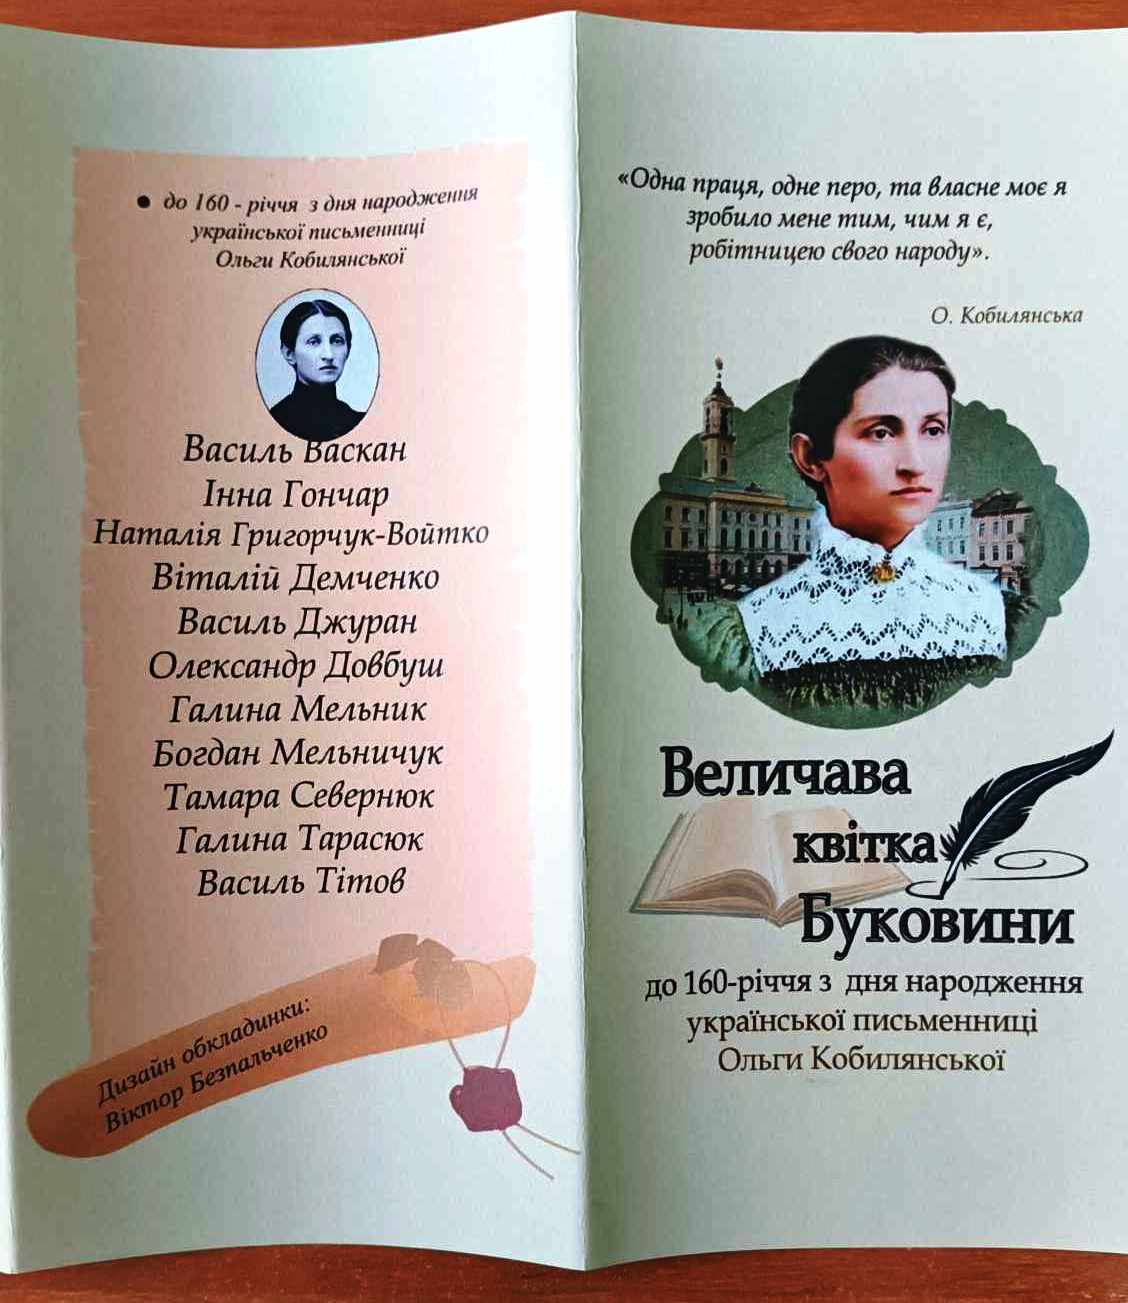 • до 160 - річчя з дня народження
української письменниці
Ольги Кобилянської
Василь Васкан
Інна Гончар
Наталія Григорчук-Войтко
Віталій Демченко
Василь Джуран
Олександр Довбуш
Галина Мельник
Богдан Мельничук
Тамара Севернюк
Галина Тарасюк
Василь Тітов
Дизайн обкладинки:
Віктор Безпальченко
«Одна праця, одне перо, та власне моє я
зробило мене тим, чим я є,
робітницею свого народу».
О. Кобилянська
Величава
квітка
Буковини
до 160-річчя з дня народження
української письменниці
Ольги Кобилянської